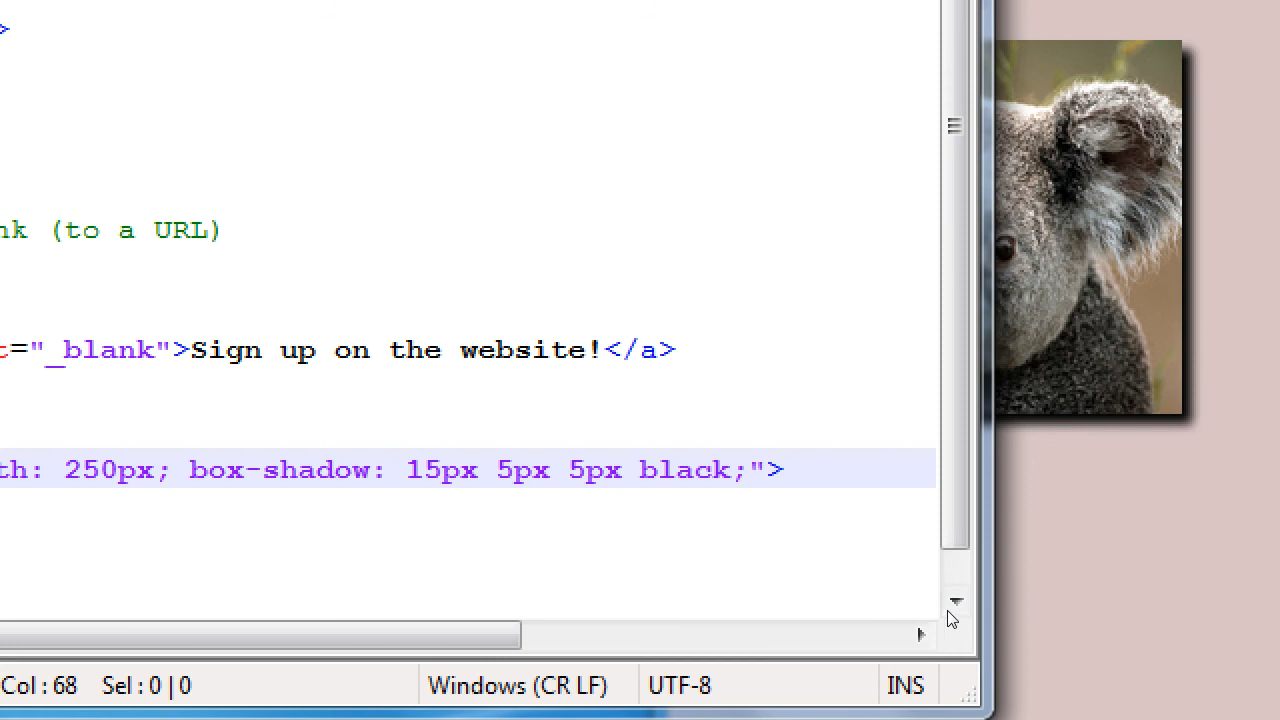 >
nk (to a URL)
t="_blank">Sign up on the website!</a>
th: 250px; box-shadow: 15px 5px 5px black;">
Col : 68 Sel : 0 | 0 Windows (CR LF) UTF-8 INS